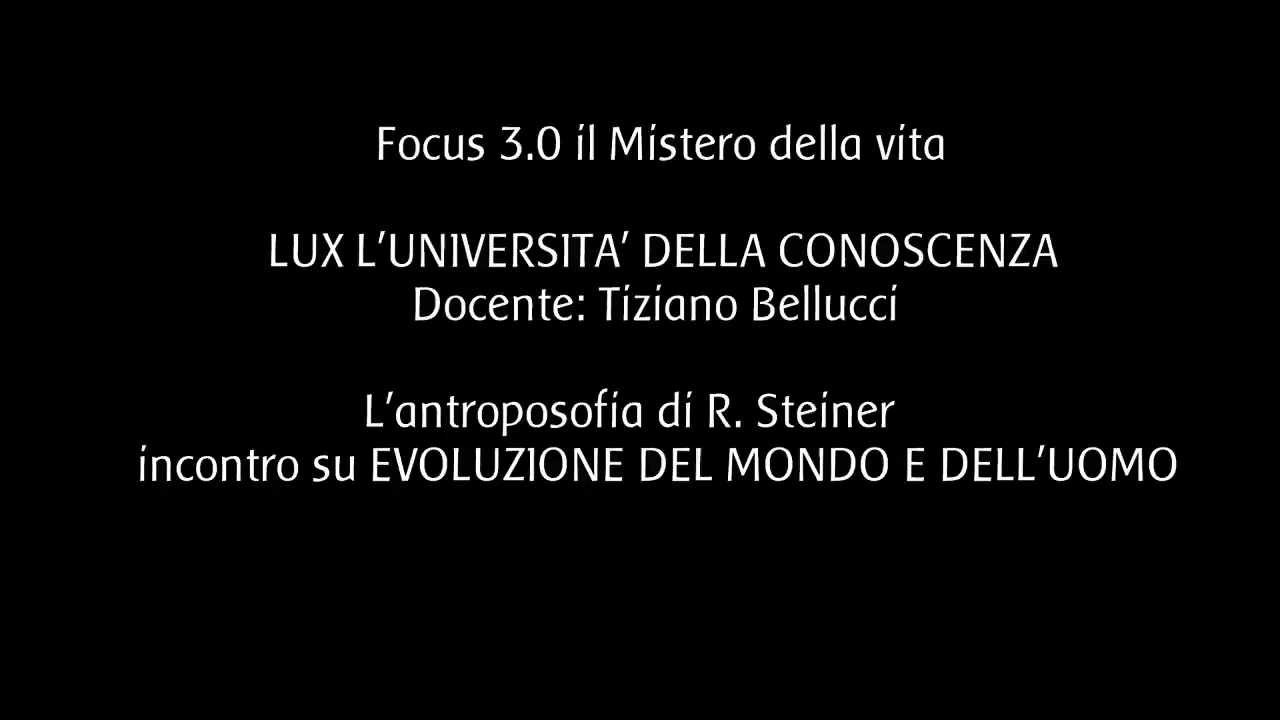 Focus 3.0 il Mistero della vita
LUX L'UNIVERSITA' DELLA CONOSCENZA
Docente: Tiziano Bellucci
L'antroposofia di R. Steiner
incontro su EVOLUZIONE DEL MONDO E DELL'UOMO